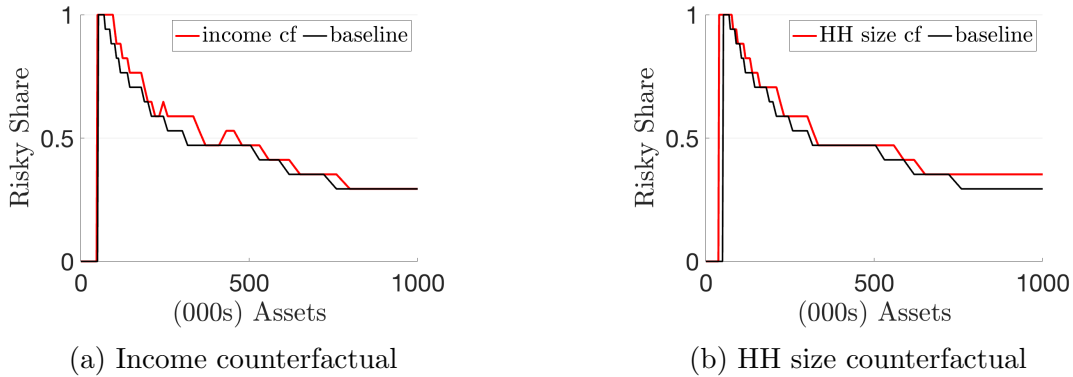 1
income cf baseline
0.5
Risky Share
0
0 500 1000
(000s) Assets
(a) Income counterfactual
1
HH size cf baseline
0.5
Risky Share
0
0 500 1000
(000s) Assets
(b) HH size counterfactual